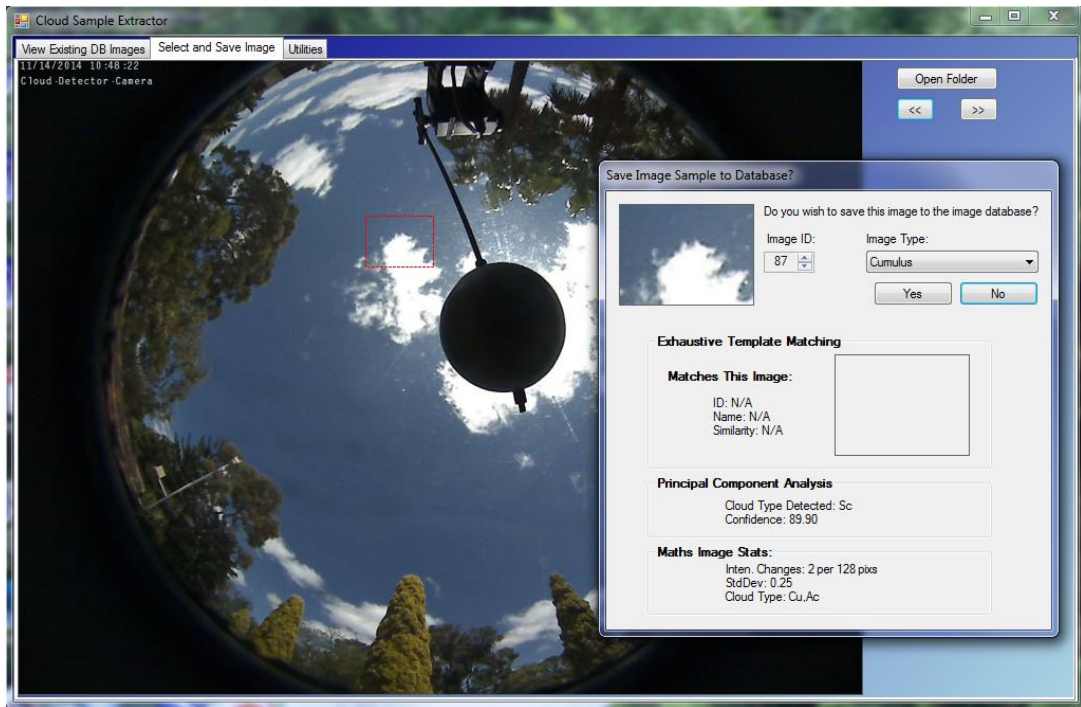 Cloud Sample Extractor
View Existing DB Images
Select and Save Image
Utilities
11/14/2014 10:48:22
Cloud-Detector-Camera
Open Folder
<<
>>
Save Image Sample to Database?
Do you wish to save this image to the image database?
Image ID:
Image Type:
87
Cumulus
Yes
No
Exhaustive Template Matching
Matches This Image:
ID: N/A
Name: N/A
Similarity: N/A
Principal Component Analysis
Cloud Type Detected: Sc
Confidence: 89.90
Maths Image Stats:
Inten. Changes: 2 per 128 pixs
StdDev: 0.25
Cloud Type: Cu,Ac